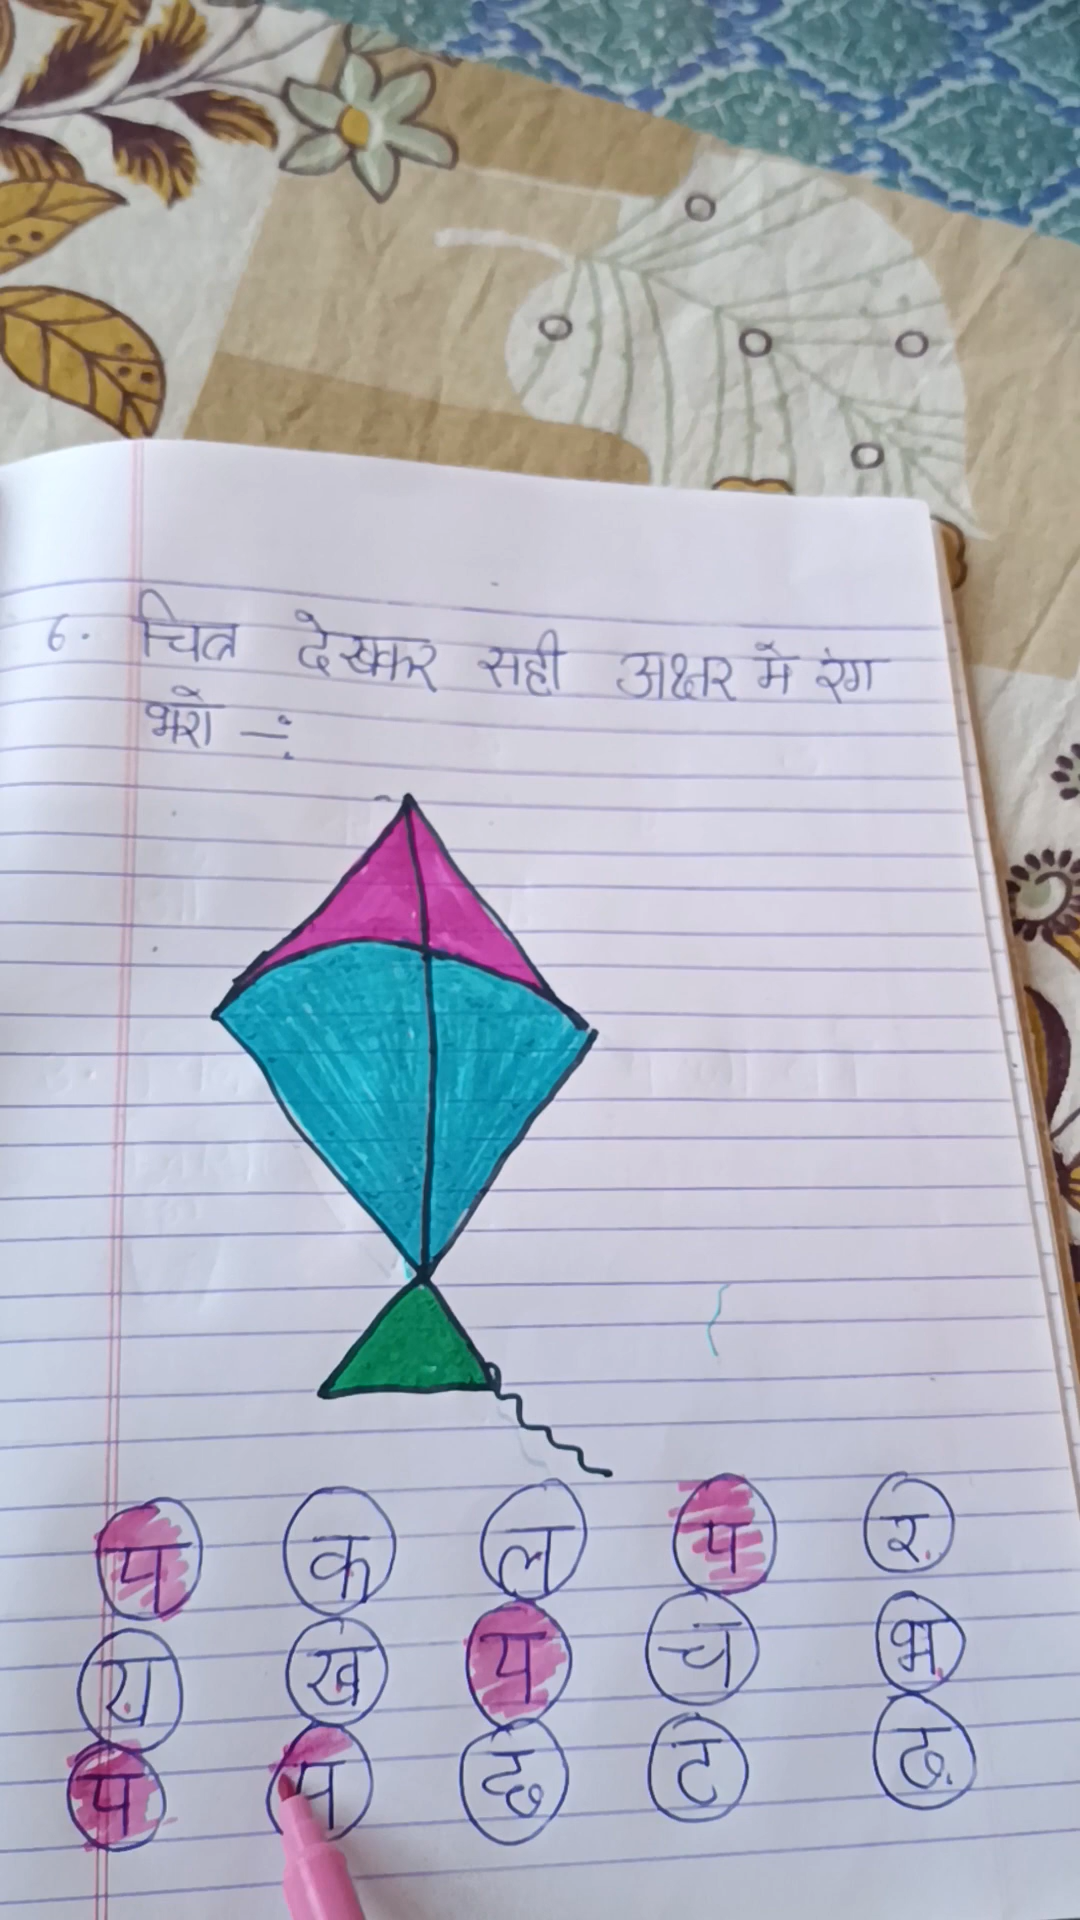 6. चित्र देखकर सही अक्षर में रंग
भरो -:
प क ल प र
ग ख प च भ
प प छ ट ठ